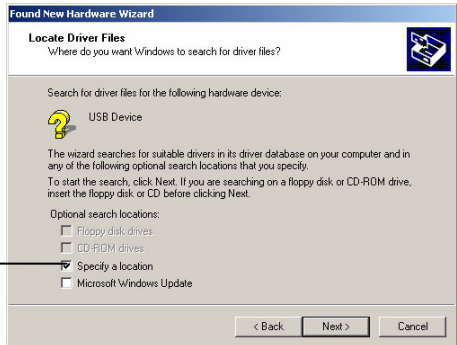 Found New Hardware Wizard
Locate Driver Files
Where do you want Windows to search for driver files?
Search for driver files for the following hardware device:
USB Device
The wizard searches for suitable drivers in its driver database on your computer and in
any of the following optional search locations that you specify.
To start the search, click Next. If you are searching on a floppy disk or CD-ROM drive,
insert the floppy disk or CD before clicking Next.
Optional search locations:
Floppy disk drives
CD-ROM drives
Specify a location
Microsoft Windows Update
< Back Next > Cancel